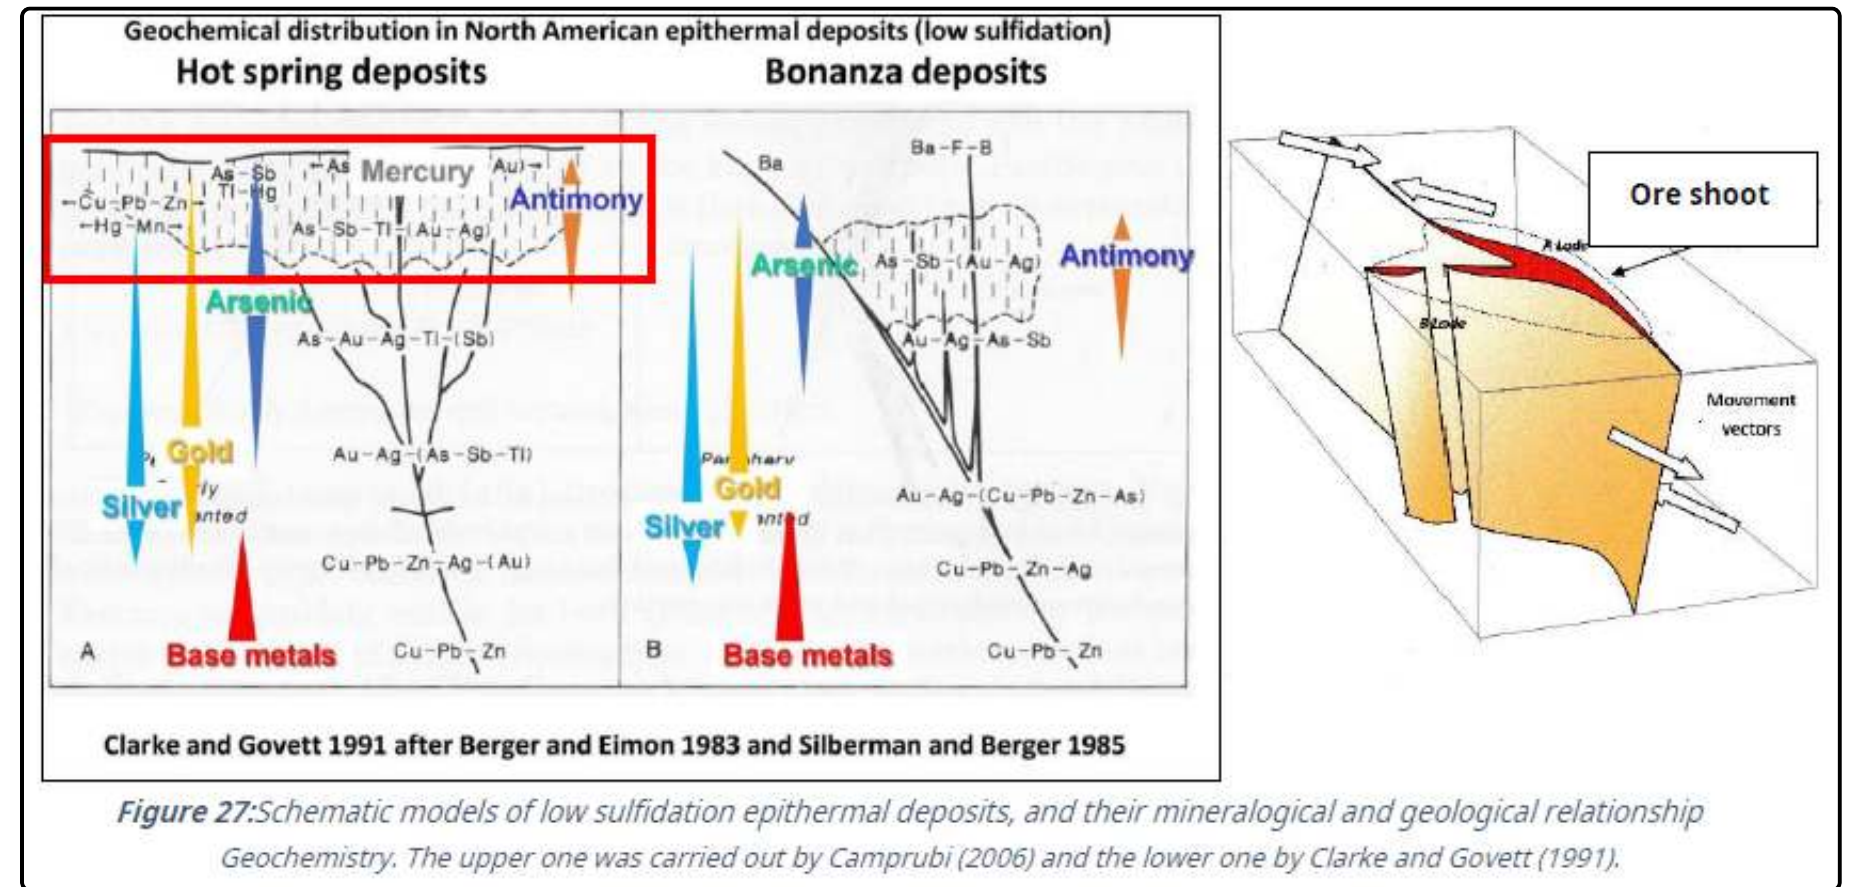 Geochemical distribution in North American epithermal deposits (low sulfidation)
Hot spring deposits
Bonanza deposits
As-Sb
Tl-Hg
←As
Mercury
Au)→
←Cu-Pb-Zn→
←Hg-Mn→
Antimony
As-Sb-Tl-(Au-Ag)
Arsenic
As-Au-Ag-Tl-(Sb)
Gold
Au-Ag-(As-Sb-Tl)
Silver
Cu-Pb-Zn-Ag-(Au)
A
Base metals
Cu-Pb-Zn
Ba
Ba-F-B
Arsenic
As-Sb-(Au-Ag)
Antimony
Au-Ag-As-Sb
Gold
Au-Ag-(Cu-Pb-Zn-As)
Silver
Cu-Pb-Zn-Ag
B
Base metals
Cu-Pb-Zn
Clarke and Govett 1991 after Berger and Eimon 1983 and Silberman and Berger 1985
Ore shoot
A Lode
B Lode
Movement
vectors
Figure 27:Schematic models of low sulfidation epithermal deposits, and their mineralogical and geological relationship
Geochemistry. The upper one was carried out by Camprubi (2006) and the lower one by Clarke and Govett (1991).